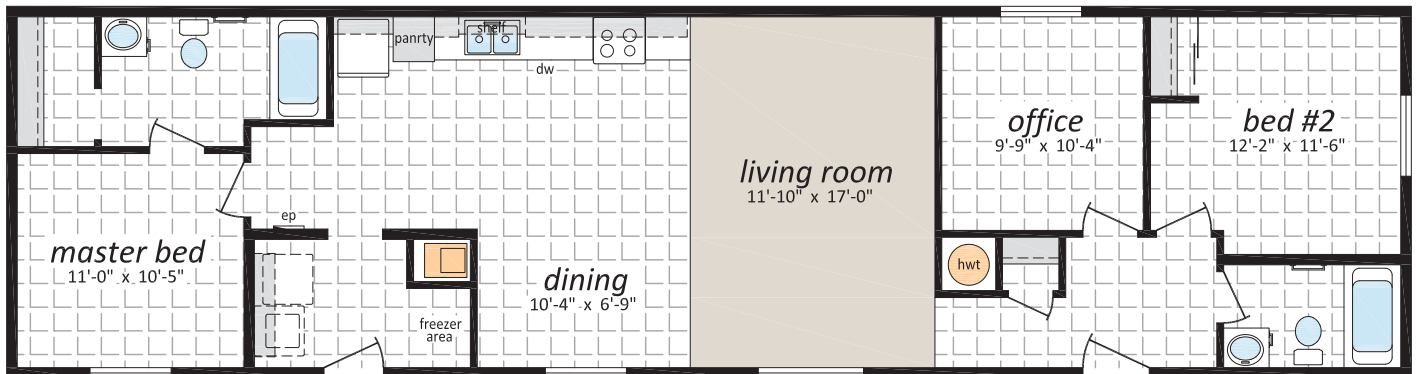 panrty
shelf
dw
office
9'-9" x 10'-4"
bed #2
12'-2" x 11'-6"
living room
11'-10" x 17'-0"
ep
master bed
11'-0" x 10'-5"
hwt
dining
10'-4" x 6'-9"
freezer
area